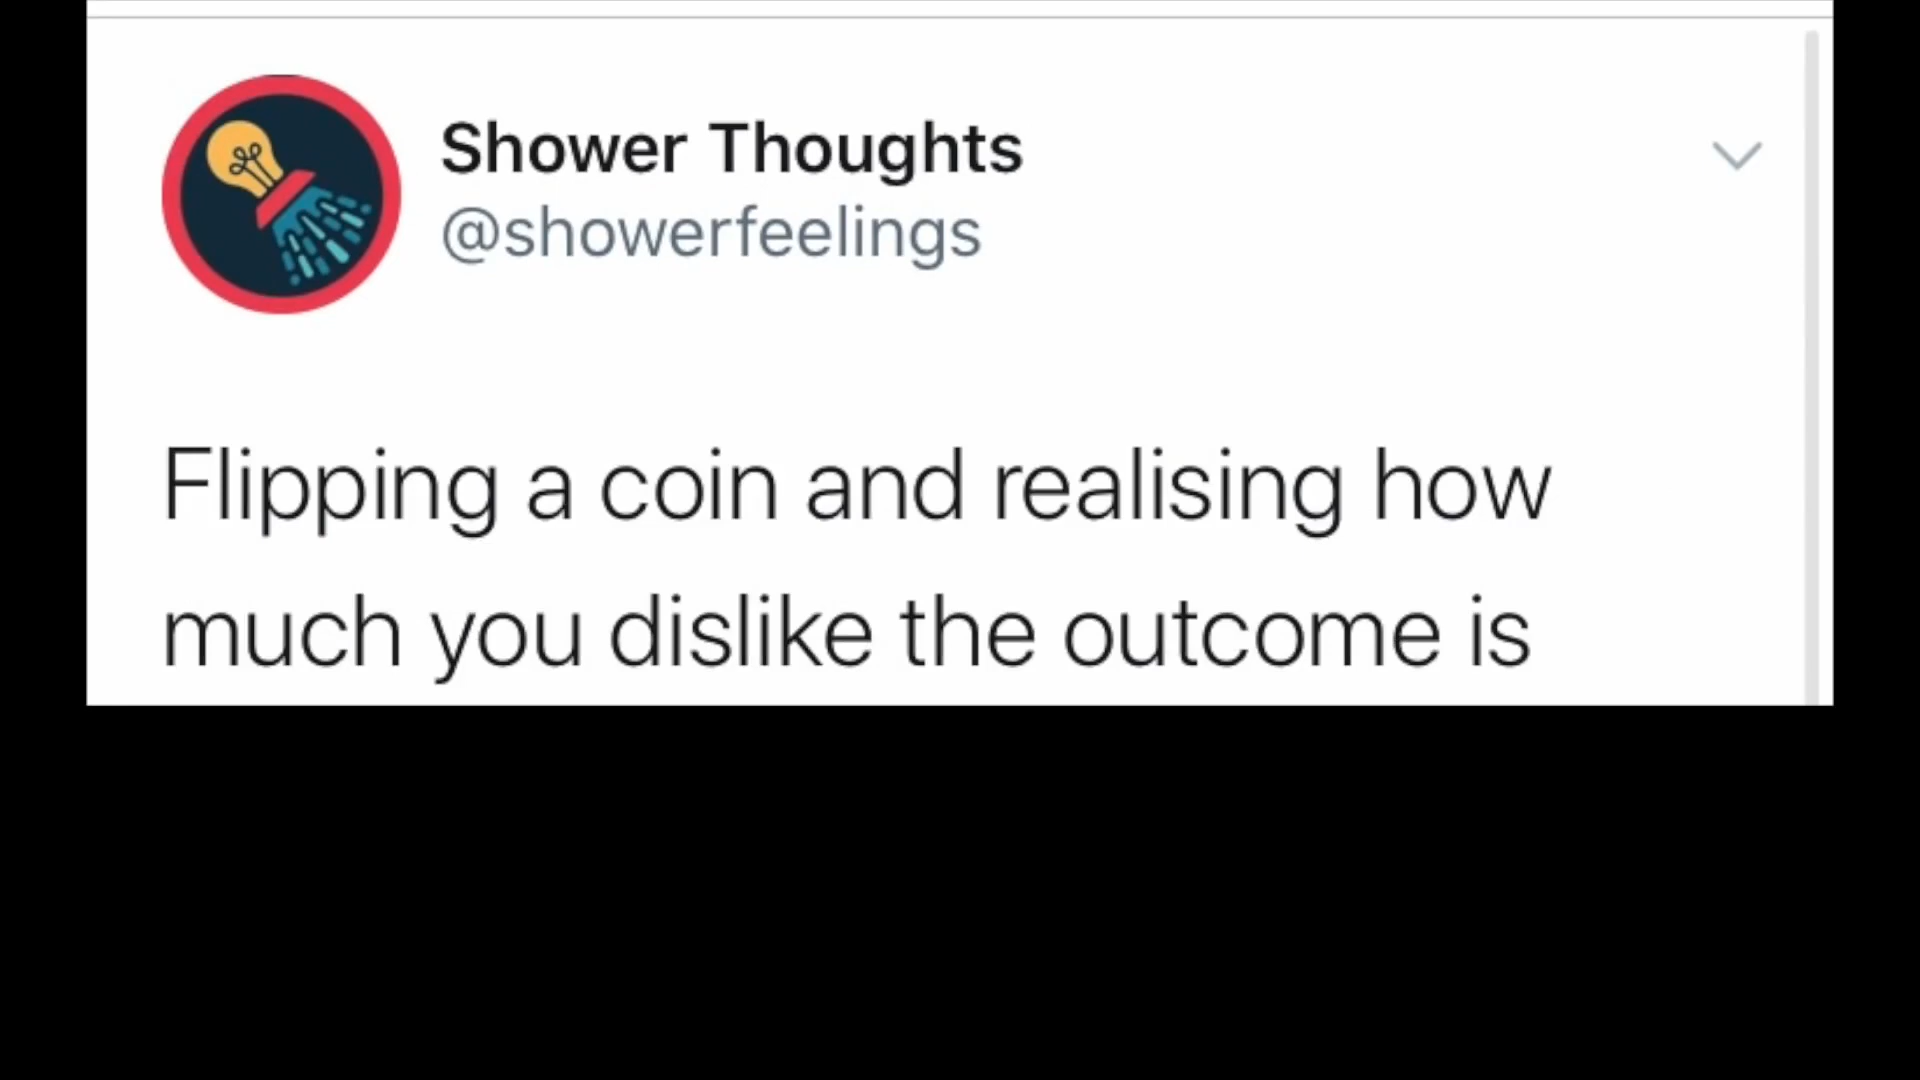 Shower Thoughts
@showerfeelings
Flipping a coin and realising how
much you dislike the outcome is